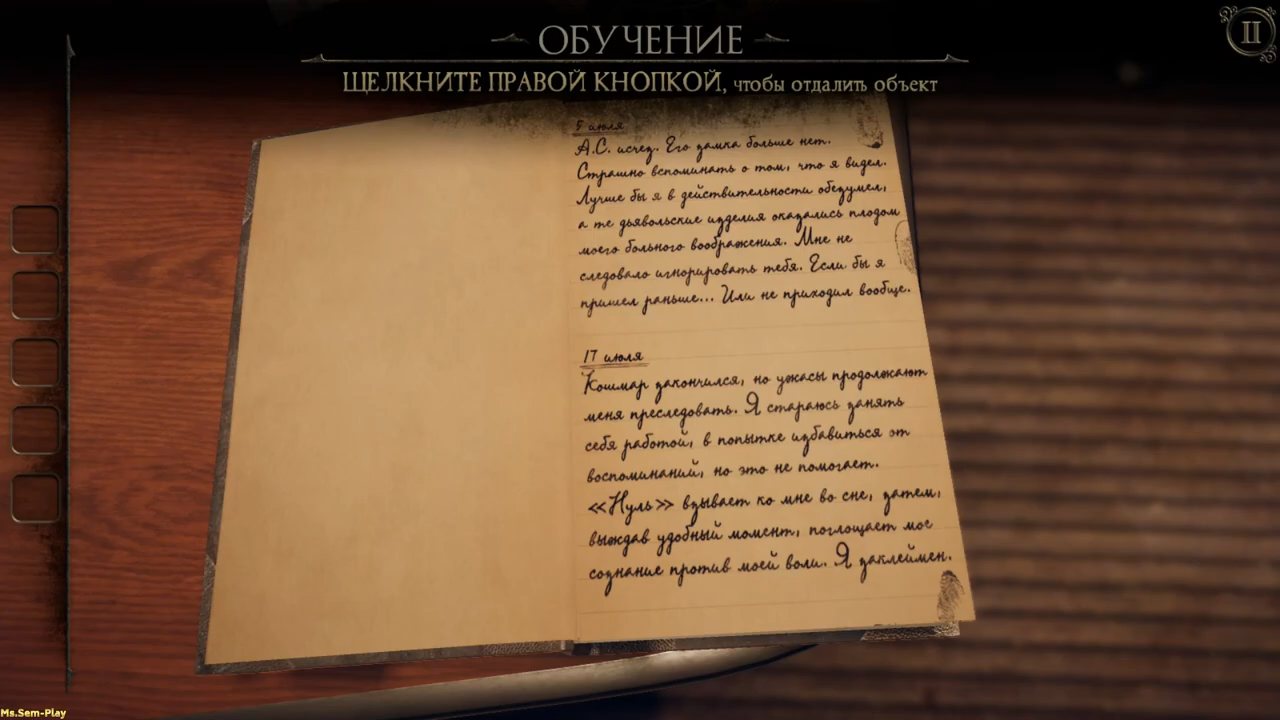 ОБУЧЕНИЕ
II
ЩЕЛКНИТЕ ПРАВОЙ КНОПКОЙ, чтобы отдалить объект
5 июля
А.С. исчез. Его замка больше нет.
Страшно вспоминать о том, что я видел.
Лучше бы я в действительности обезумел,
а те дьявольские изделия оказались плодом
моего больного воображения. Мне не
следовало игнорировать тебя. Если бы я
пришел раньше... Или не приходил вообще.
17 июля
Кошмар закончился, но ужасы продолжают
меня преследовать. Я стараюсь занять
себя работой, в попытке избавиться от
воспоминаний, но это не помогает.
<<Нуль>> взывает ко мне во сне, затем,
выждав удобный момент, поглощает мое
сознание против моей воли. Я заклеймен.
Ms.Sem-Play